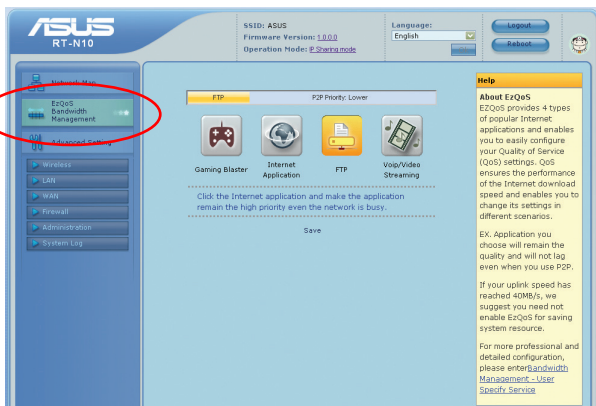 ASUS
RT-N10
SSID: ASUS
Firmware Version: 1.0.0.0
Operation Mode: IP Sharing mode
Language:
English
Logout
Reboot
Network Map
EzQoS
Bandwidth
Management
Advanced Setting
Wireless
LAN
WAN
Firewall
Administration
System Log
FTP P2P Priority: Lower
Gaming Blaster
Internet
Application
FTP
Voip/Video
Streaming
Click the Internet application and make the application
remain the high priority even the network is busy.
Save
Help
About EzQoS
EZQoS provides 4 types
of popular Internet
applications and enables
you to easily configure
your Quality of Service
(QoS) settings. QoS
ensures the performance
of the Internet download
speed and enables you to
change its settings in
different scenarios.
EX. Application you
choose will remain the
quality and will not lag
even when you use P2P.
If your uplink speed has
reached 40MB/s, we
suggest you need not
enable EzQoS for saving
system resource.
For more professional and
detailed configuration,
please enterBandwidth
Management - User
Specify Service